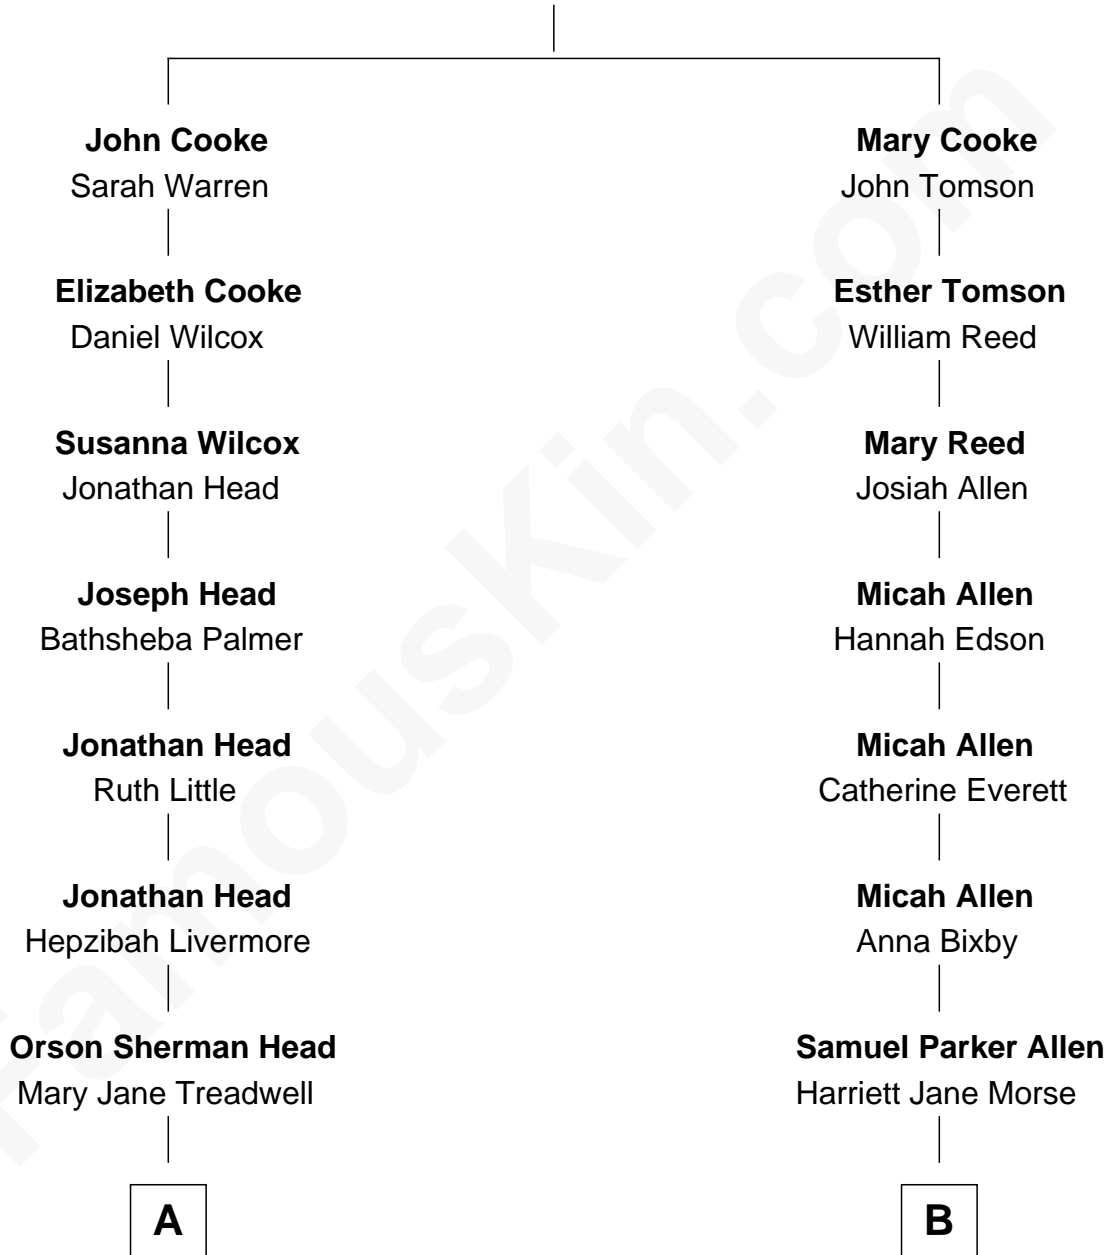 John Cooke
Sarah Warren
Elizabeth Cooke
Daniel Wilcox
Susanna Wilcox
Jonathan Head
Joseph Head
Bathsheba Palmer
Jonathan Head
Ruth Little
Jonathan Head
Hepzibah Livermore
Orson Sherman Head
Mary Jane Treadwell
A
Mary Cooke
John Tomson
Esther Tomson
William Reed
Mary Reed
Josiah Allen
Micah Allen
Hannah Edson
Micah Allen
Catherine Everett
Micah Allen
Anna Bixby
Samuel Parker Allen
Harriett Jane Morse
B
FamousKin.com